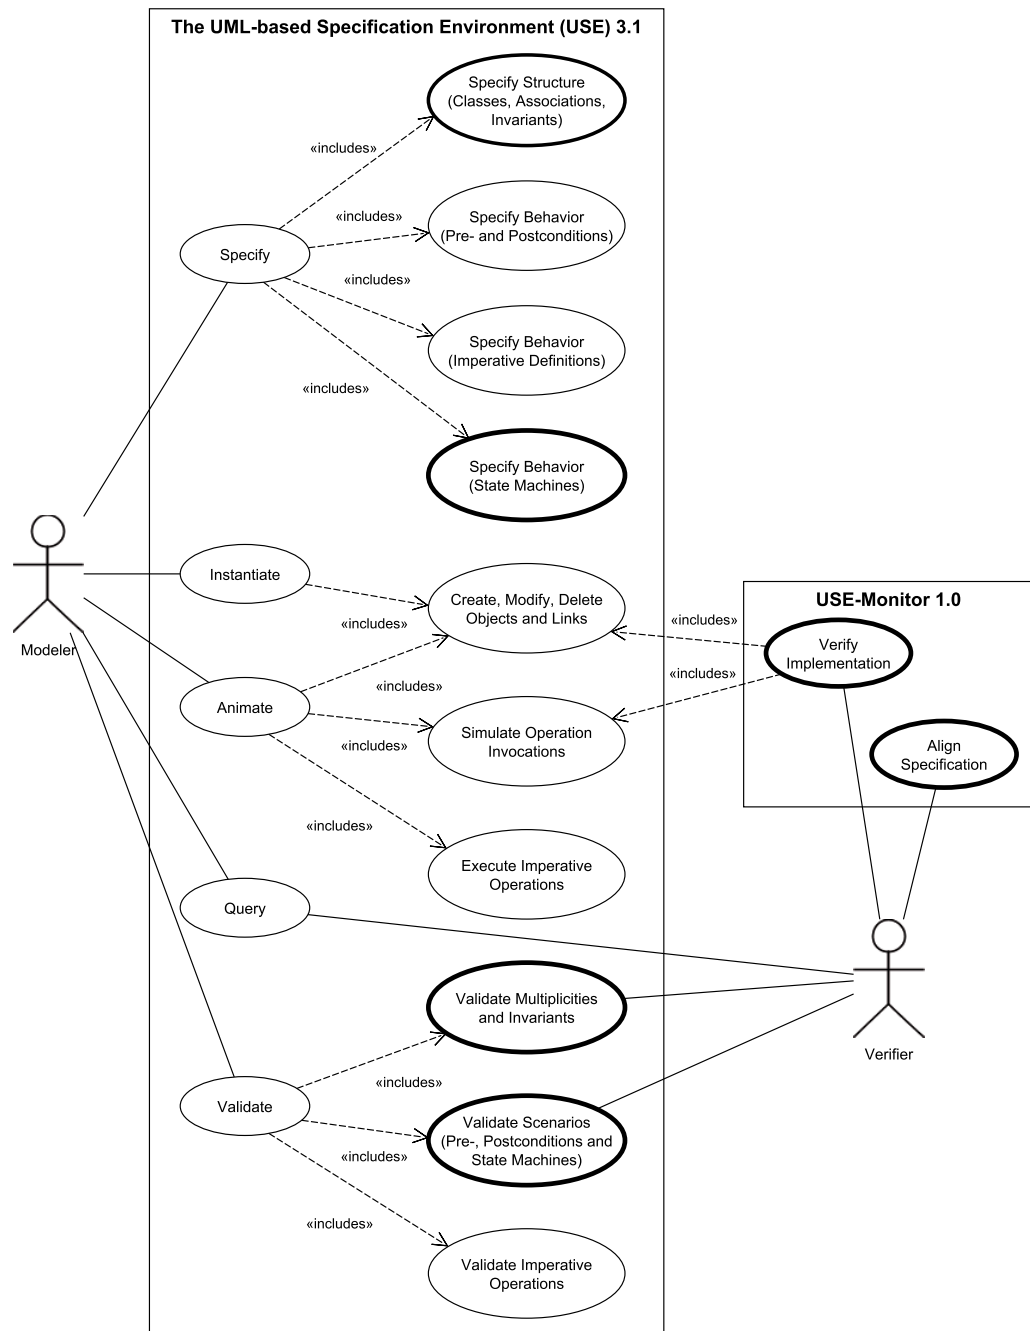 The UML-based Specification Environment (USE) 3.1
Specify Structure
(Classes, Associations,
Invariants)
«includes»
«includes»
Specify Behavior
(Pre- and Postconditions)
Specify
«includes»
Specify Behavior
(Imperative Definitions)
«includes»
Specify Behavior
(State Machines)
Modeler
Instantiate
Create, Modify, Delete
Objects and Links
«includes»
«includes»
USE-Monitor 1.0
Verify
Implementation
«includes»
«includes»
Animate
Simulate Operation
Invocations
«includes»
Align
Specification
«includes»
Execute Imperative
Operations
Query
Validate Multiplicities
and Invariants
Verifier
«includes»
Validate
Validate Scenarios
(Pre-, Postconditions and
State Machines)
«includes»
«includes»
Validate Imperative
Operations